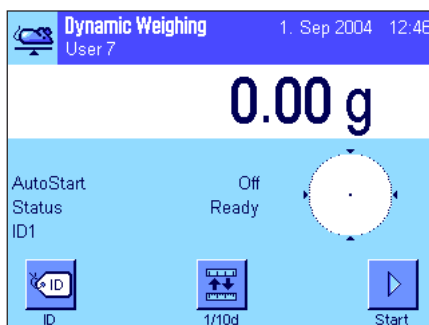 Dynamic Weighing 1. Sep 2004 12:46
User 7
0.00 g
AutoStart Off
Status Ready
ID1
ID
ID 1/10d Start